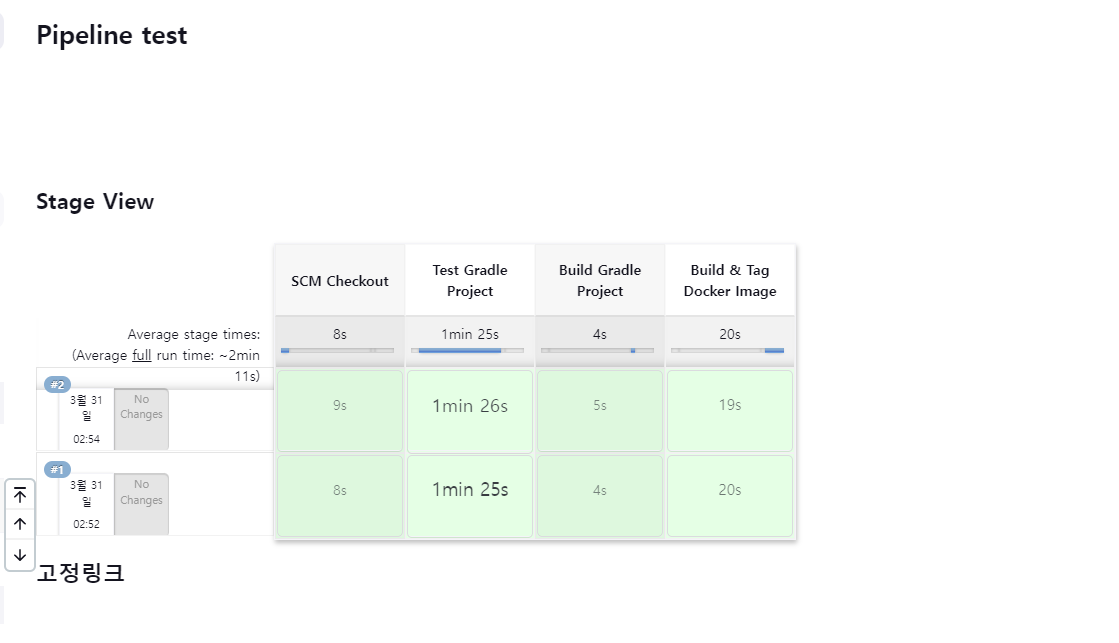 Pipeline test
Stage View
SCM Checkout
Test Gradle
Project
Build Gradle
Project
Build & Tag
Docker Image
Average stage times:
(Average full run time: ~2min
11s)
8s
1min 25s
4s
20s
#2
3월 31
일
02:54
No
Changes
9s
1min 26s
5s
19s
#1
3월 31
일
02:52
No
Changes
8s
1min 25s
4s
20s
고정링크